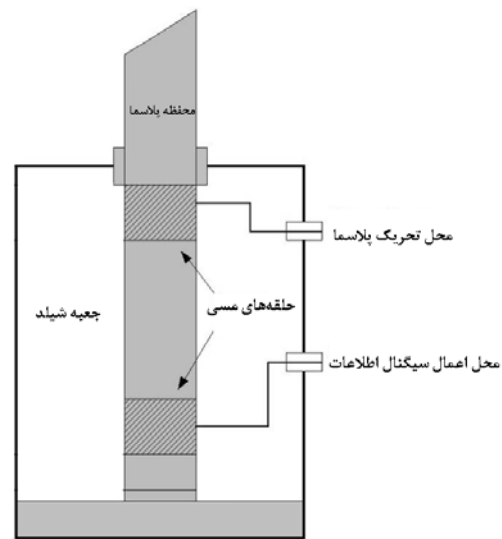 محفظه پلاسما
محل تحریک پلاسما
حلقه‌های مسی
جعبه شیلد
محل اعمال سیگنال اطلاعات